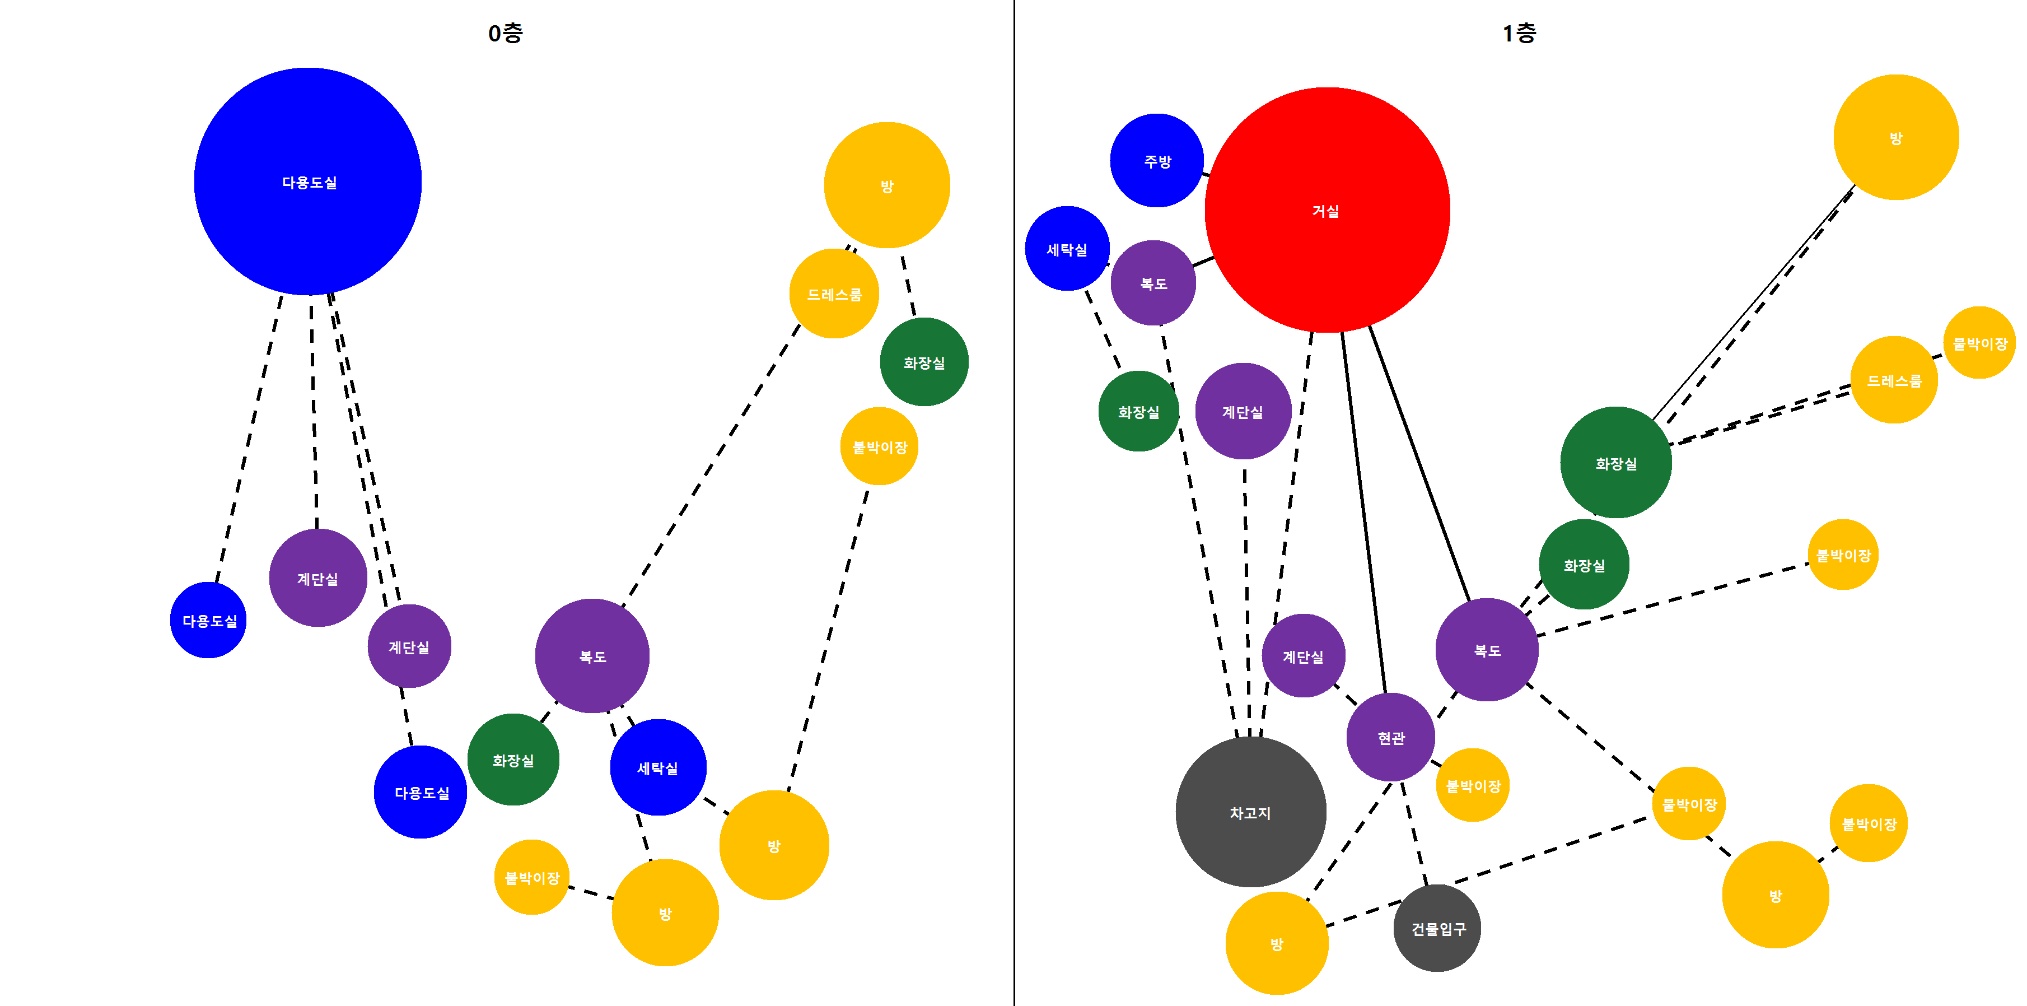 0층
다용도실
방
드레스룸
화장실
붙박이장
계단실
다용도실
계단실
복도
화장실
세탁실
다용도실
방
붙박이장
방
1층
방
주방
거실
세탁실
복도
붙박이장
드레스룸
화장실
계단실
화장실
화장실
붙박이장
계단실
복도
현관
붙박이장
차고지
붙박이장
붙박이장
방
건물입구
방